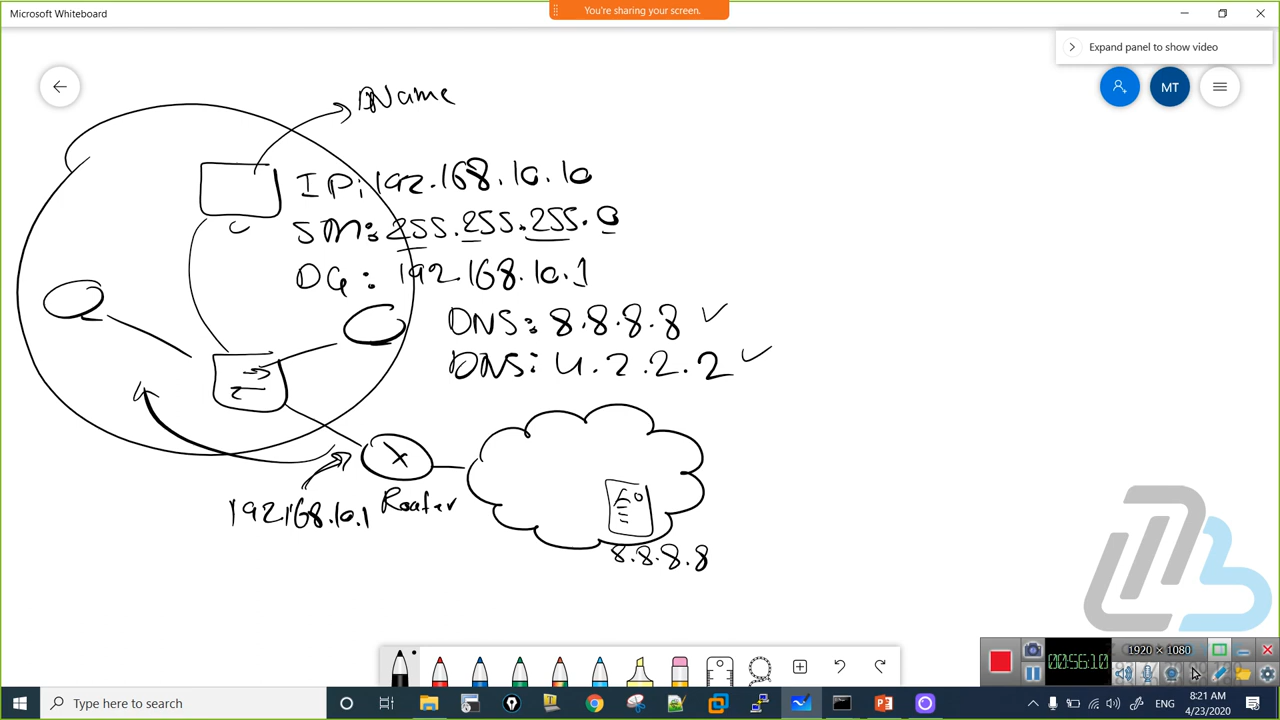 You're sharing your screen.
Microsoft Whiteboard
Expand panel to show video
MT
Name
IP: 192.168.10.10
SM: 255.255.255.0
DG: 192.168.10.1
DNS: 8.8.8.8 ✓
DNS: 4.2.2.2 ✓
192.168.10.1
Router
8.8.8.8
1920 × 1080
00:56:10
Type here to search
ENG
8:21 AM
4/23/2020